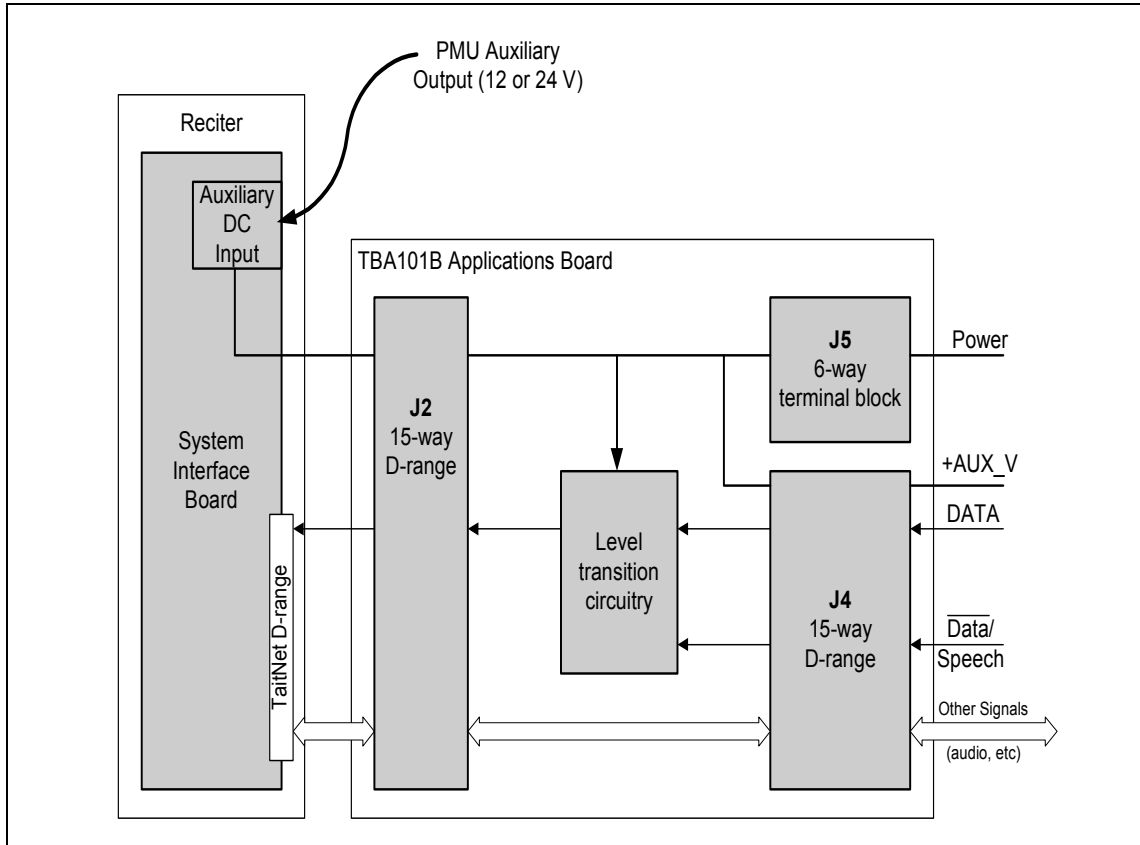 PMU Auxiliary
Output (12 or 24 V)
Reciter
Auxiliary
DC
Input
System
Interface
Board
TaitNet D-range
TBA101B Applications Board
J2
15-way
D-range
Level
transition
circuitry
J5
6-way
terminal block
J4
15-way
D-range
Power
+AUX_V
DATA
Data/
Speech
Other Signals
(audio, etc)